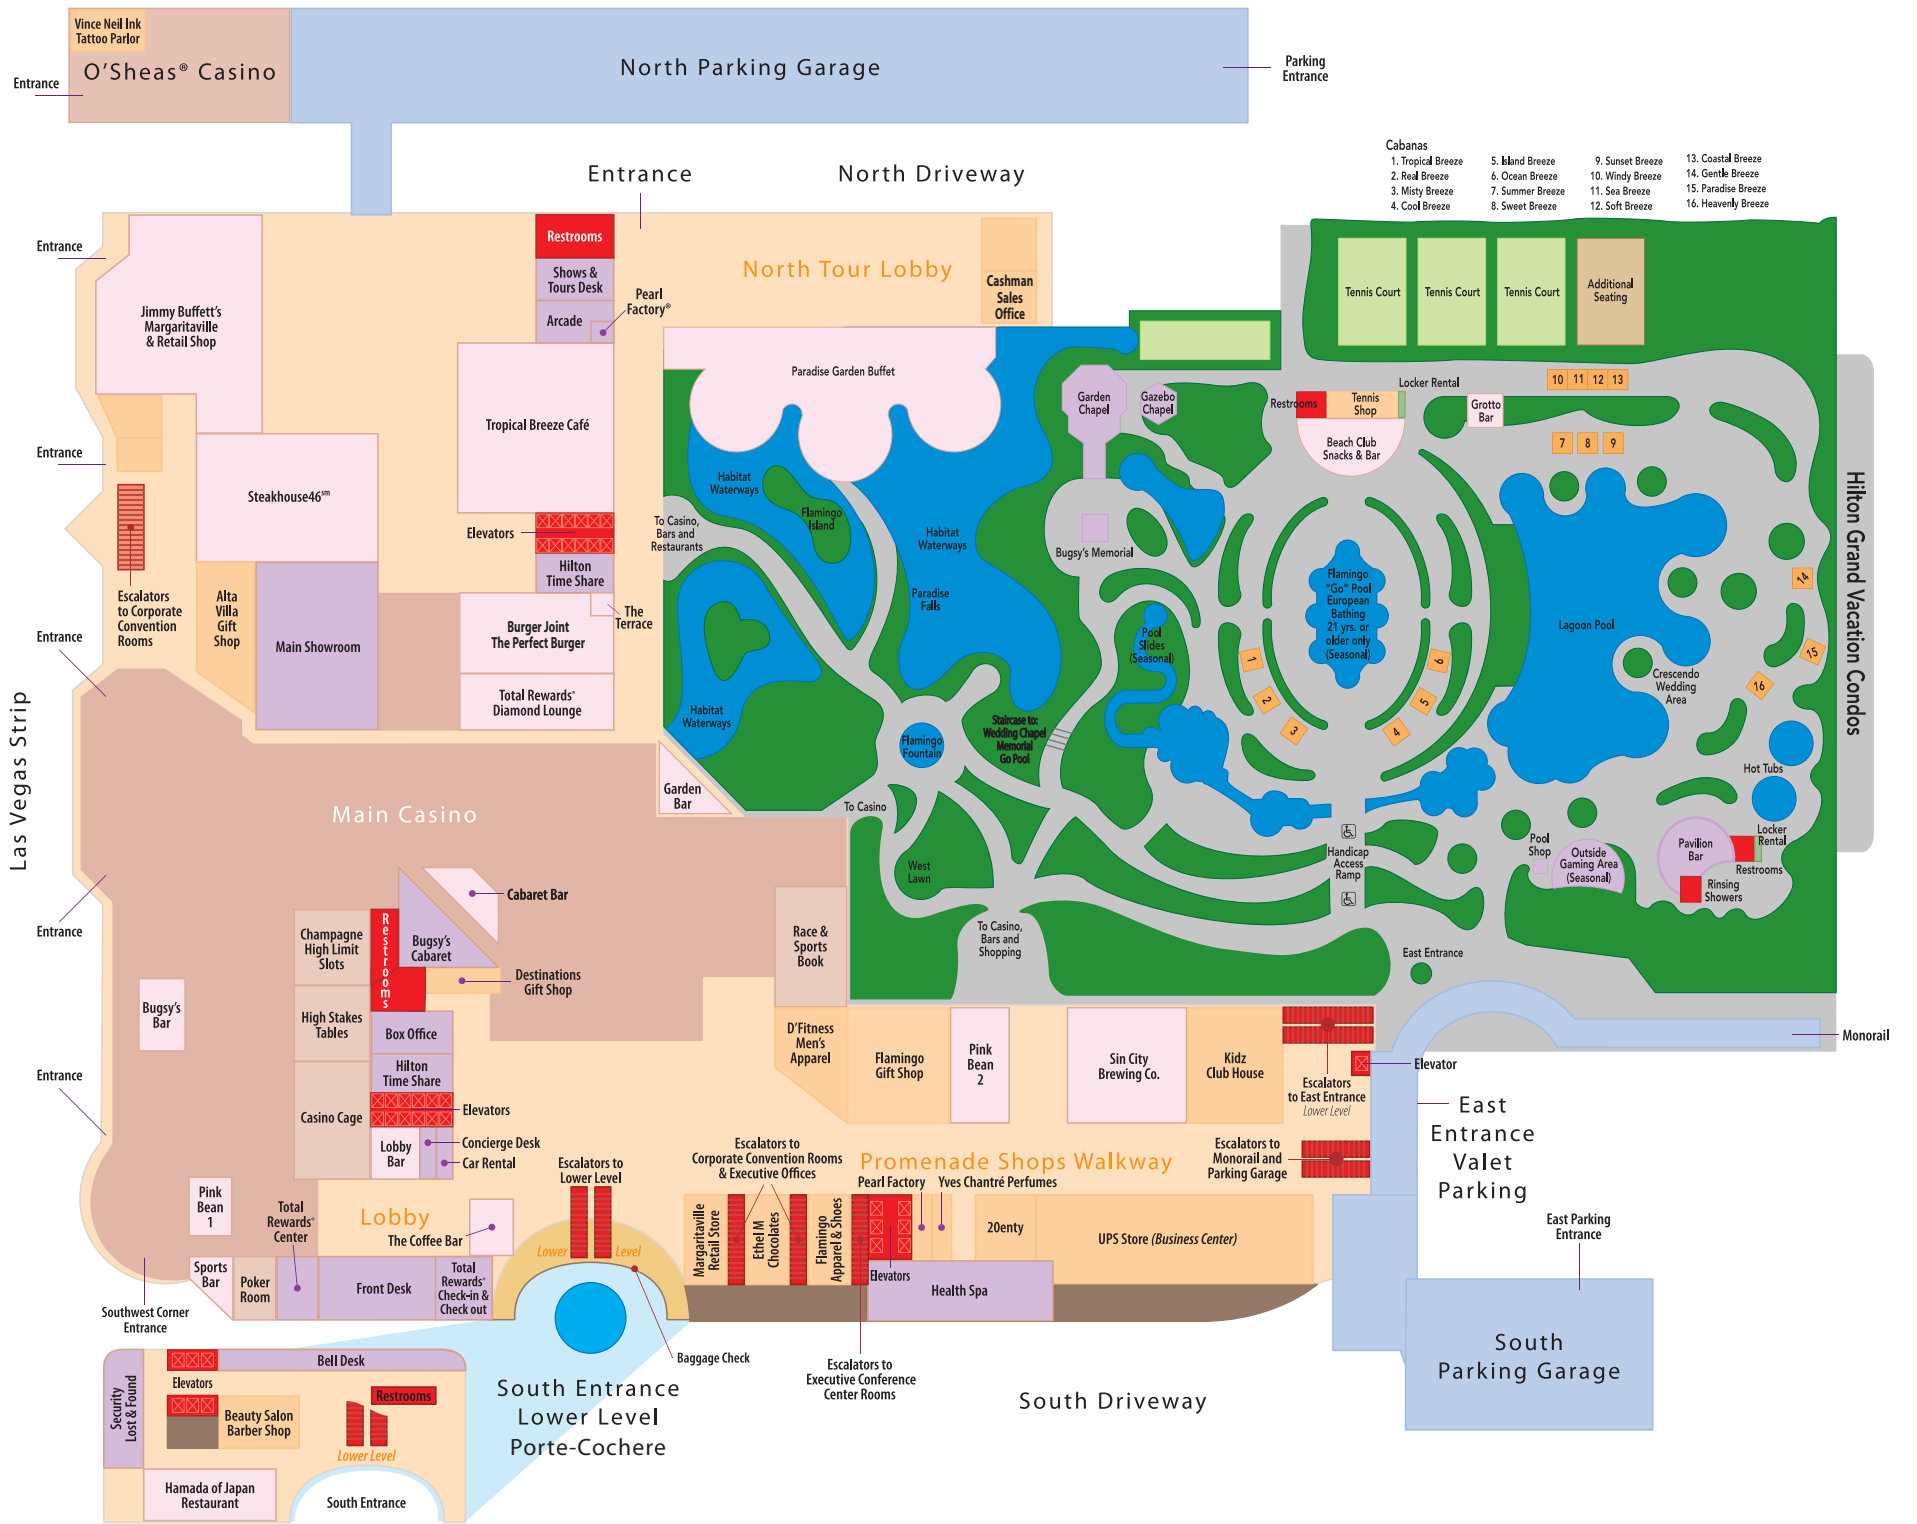 Vince Neil Ink
Tattoo Parlor
O'Sheas® Casino
Entrance
North Parking Garage
Parking
Entrance
Entrance
North Driveway
Cabanas
1. Tropical Breeze
2. Real Breeze
3. Misty Breeze
4. Cool Breeze
5. Island Breeze
6. Ocean Breeze
7. Summer Breeze
8. Sweet Breeze
9. Sunset Breeze
10. Windy Breeze
11. Sea Breeze
12. Soft Breeze
13. Coastal Breeze
14. Gentle Breeze
15. Paradise Breeze
16. Heavenly Breeze
Entrance
Jimmy Buffett's
Margaritaville
& Retail Shop
Restrooms
Shows &
Tours Desk
Arcade
Pearl
Factory®
North Tour Lobby
Cashman
Sales
Office
Tropical Breeze Café
Paradise Garden Buffet
Entrance
Steakhouse46sm
Elevators
Hilton
Time Share
The
Terrace
Escalators
to Corporate
Convention
Rooms
Alta
Villa
Gift
Shop
Main Showroom
Burger Joint
The Perfect Burger
Total Rewards®
Diamond Lounge
Entrance
Las Vegas Strip
Main Casino
Garden
Bar
Habitat
Waterways
Flamingo
Island
To Casino,
Bars and
Restaurants
Habitat
Waterways
Paradise
Falls
Habitat
Waterways
Flamingo
Fountain
Staircase to:
Wedding Chapel
Memorial
Go Pool
To Casino
West
Lawn
To Casino,
Bars and
Shopping
Garden
Chapel
Gazebo
Chapel
Bugsy's Memorial
Pool
Slides
(Seasonal)
Tennis Court
Tennis Court
Tennis Court
Additional
Seating
Restrooms
Tennis
Shop
Locker Rental
Beach Club
Snacks & Bar
Grotto
Bar
10
11
12
13
7
8
9
Flamingo
"Go" Pool
European
Bathing
21 yrs. or
older only
(Seasonal)
1
2
3
4
5
6
Lagoon Pool
Crescendo
Wedding
Area
14
15
16
Hot Tubs
Hilton Grand Vacation Condos
Handicap
Access
Ramp
Pool
Shop
Outside
Gaming Area
(Seasonal)
Pavilion
Bar
Locker
Rental
Restrooms
Rinsing
Showers
East Entrance
Monorail
Entrance
Cabaret Bar
Champagne
High Limit
Slots
Restrooms
Bugsy's
Cabaret
Destinations
Gift Shop
Bugsy's
Bar
High Stakes
Tables
Box Office
Hilton
Time Share
Casino Cage
Elevators
Lobby
Bar
Concierge Desk
Car Rental
Race &
Sports
Book
D'Fitness
Men's
Apparel
Flamingo
Gift Shop
Pink
Bean
2
Sin City
Brewing Co.
Kidz
Club House
Escalators
to East Entrance
Lower Level
Elevator
East
Entrance
Valet
Parking
Entrance
Pink
Bean
1
Total
Rewards®
Center
Lobby
The Coffee Bar
Escalators to
Lower Level
Lower
Level
Escalators to
Corporate Convention Rooms
& Executive Offices
Promenade Shops Walkway
Escalators to
Monorail and
Parking Garage
Pearl Factory
Yves Chantré Perfumes
Margaritaville
Retail Store
Ethel M
Chocolates
Flamingo
Apparel & Shoes
Elevators
20enty
UPS Store (Business Center)
Health Spa
East Parking
Entrance
Sports
Bar
Poker
Room
Front Desk
Total
Rewards®
Check-in &
Check out
Southwest Corner
Entrance
Baggage Check
Escalators to
Executive Conference
Center Rooms
South Driveway
South
Parking Garage
South Entrance
Lower Level
Porte-Cochere
Bell Desk
Security
Lost & Found
Elevators
Restrooms
Beauty Salon
Barber Shop
Lower Level
Hamada of Japan
Restaurant
South Entrance